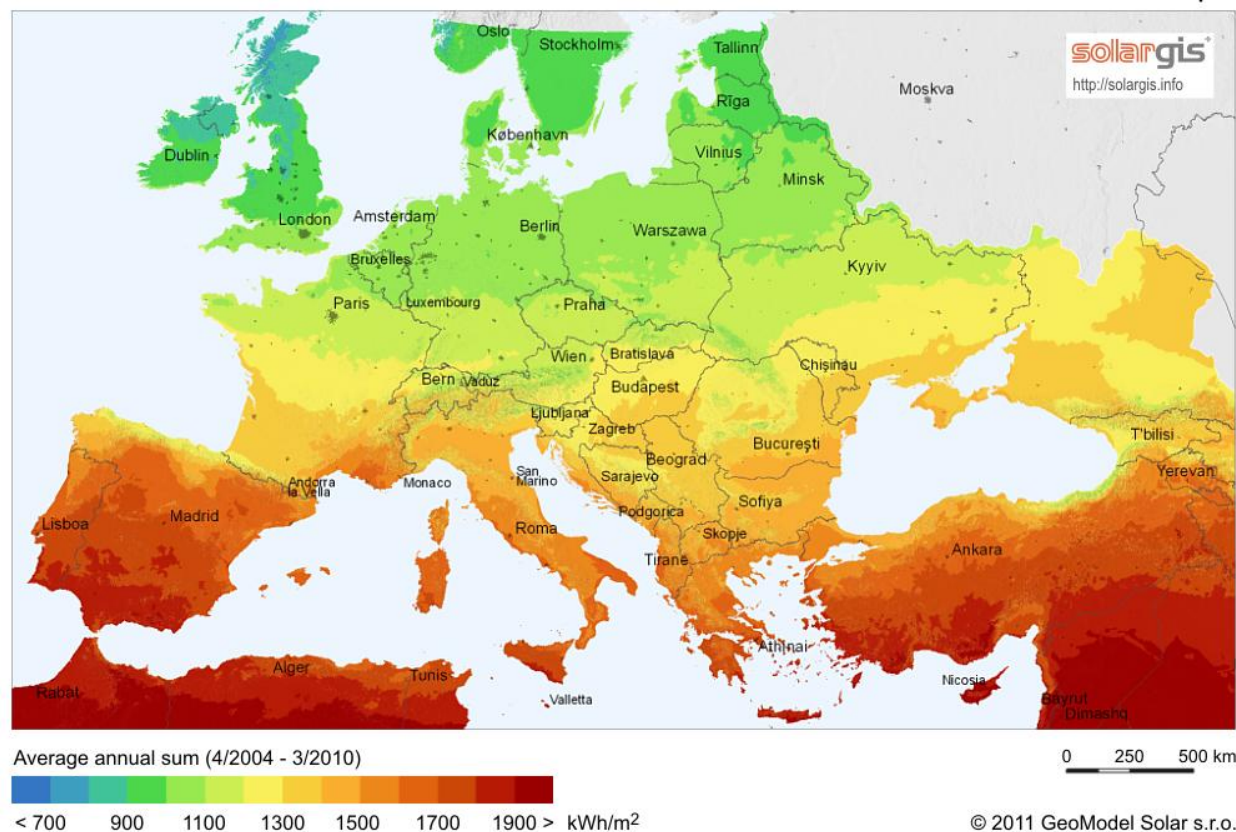 Oslo
Stockholm
Tallinn
solargis
http://solargis.info
Moskva
Rīga
København
Dublin
Vilnius
Minsk
London
Amsterdam
Berlin
Warszawa
Bruxelles
Kyyiv
Paris
Luxembourg
Praha
Wien
Bratislava
Chişinau
Bern
Vaduz
Budapest
Ljubljana
Zagreb
Bucureşti
T'bilisi
Beograd
San
Marino
Sarajevo
Yerevan
Andorra
la Vella
Monaco
Podgorica
Sofiya
Madrid
Lisboa
Roma
Skopje
Ankara
Tiranë
Athínai
Alger
Tunis
Nicosia
Rabat
Valletta
Bayrut
Dimashq
Average annual sum (4/2004 - 3/2010)
0 250 500 km
< 700 900 1100 1300 1500 1700 1900 > kWh/m²
© 2011 GeoModel Solar s.r.o.